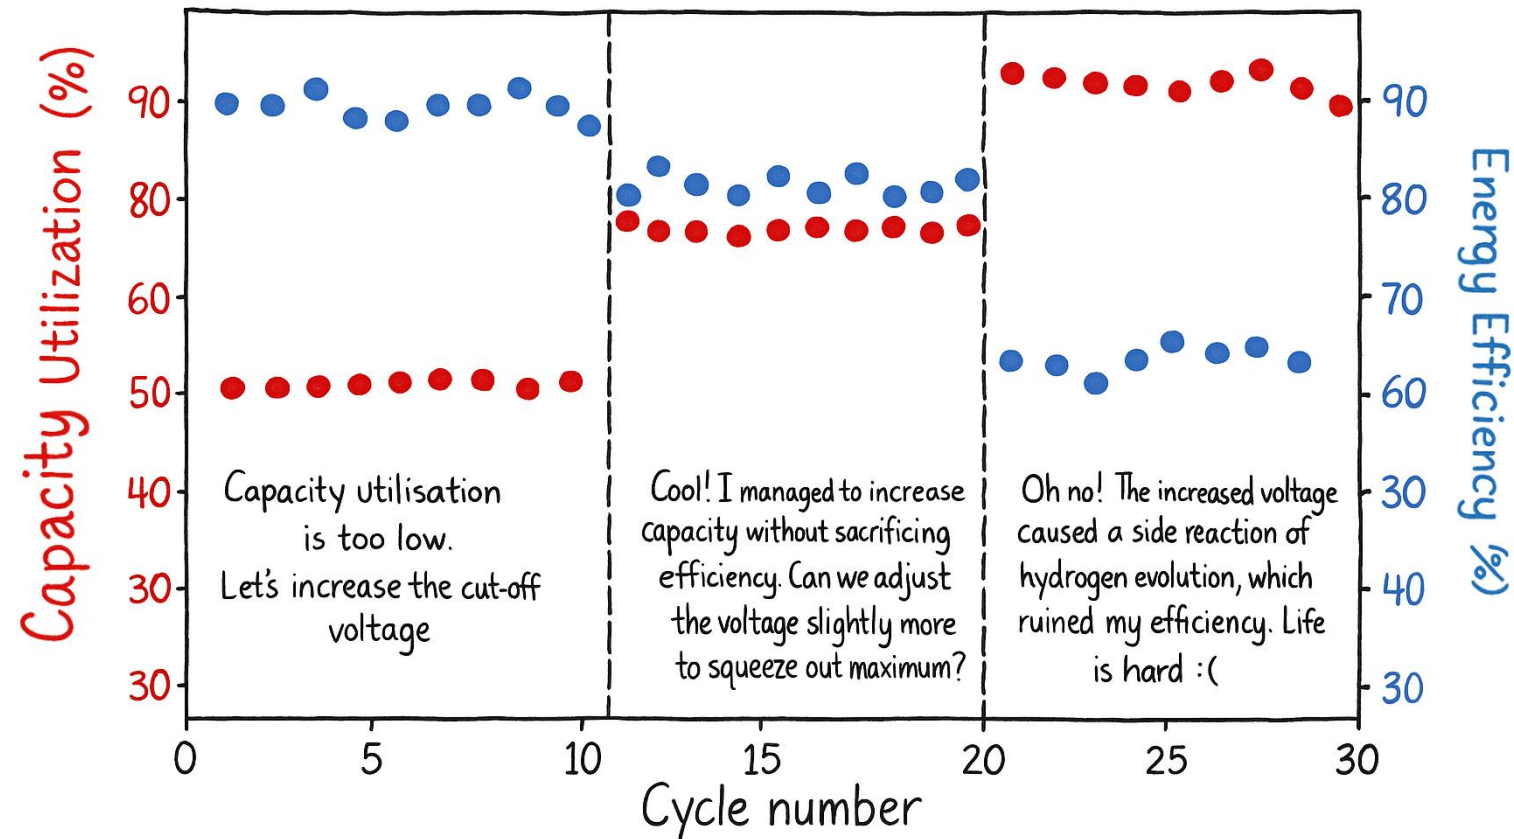 Capacity Utilization (%)
90
80
60
50
40
30
30
Capacity utilisation
is too low.
Let's increase the cut-off
voltage
Cool! I managed to increase
capacity without sacrificing
efficiency. Can we adjust
the voltage slightly more
to squeeze out maximum?
Oh no! The increased voltage
caused a side reaction of
hydrogen evolution, which
ruined my efficiency. Life
is hard :(
90
80
70
60
30
40
30
Energy Efficiency %)
0 5 10 15 20 25 30
Cycle number